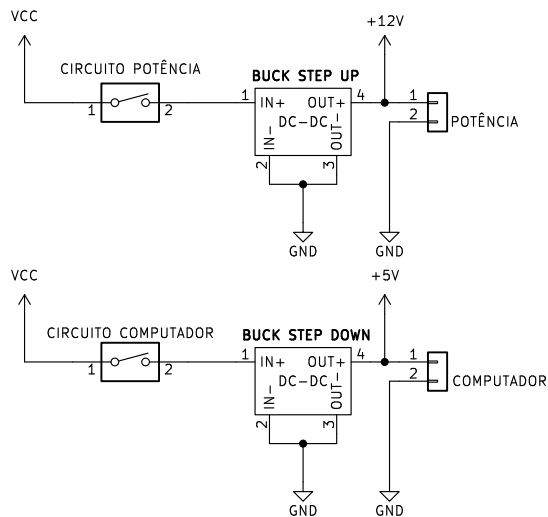 VCC
+12V
CIRCUITO POTÊNCIA
BUCK STEP UP
1 2
1 IN+ OUT+ 4
DC-DC
IN-
OUT-
2 3
1
2
POTÊNCIA
GND
GND
VCC
+5V
CIRCUITO COMPUTADOR
BUCK STEP DOWN
1 2
1 IN+ OUT+ 4
DC-DC
IN-
OUT-
2 3
1
2
COMPUTADOR
GND
GND